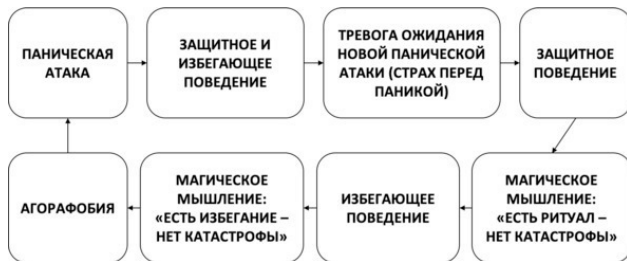 ПАНИЧЕСКАЯ
АТАКА
ЗАЩИТНОЕ И
ИЗБЕГАЮЩЕЕ
ПОВЕДЕНИЕ
ТРЕВОГА ОЖИДАНИЯ
НОВОЙ ПАНИЧЕСКОЙ
АТАКИ (СТРАХ ПЕРЕД
ПАНИКОЙ)
ЗАЩИТНОЕ
ПОВЕДЕНИЕ
МАГИЧЕСКОЕ
МЫШЛЕНИЕ:
«ЕСТЬ РИТУАЛ –
НЕТ КАТАСТРОФЫ»
ИЗБЕГАЮЩЕЕ
ПОВЕДЕНИЕ
МАГИЧЕСКОЕ
МЫШЛЕНИЕ:
«ЕСТЬ ИЗБЕГАНИЕ –
НЕТ КАТАСТРОФЫ»
АГОРАФОБИЯ